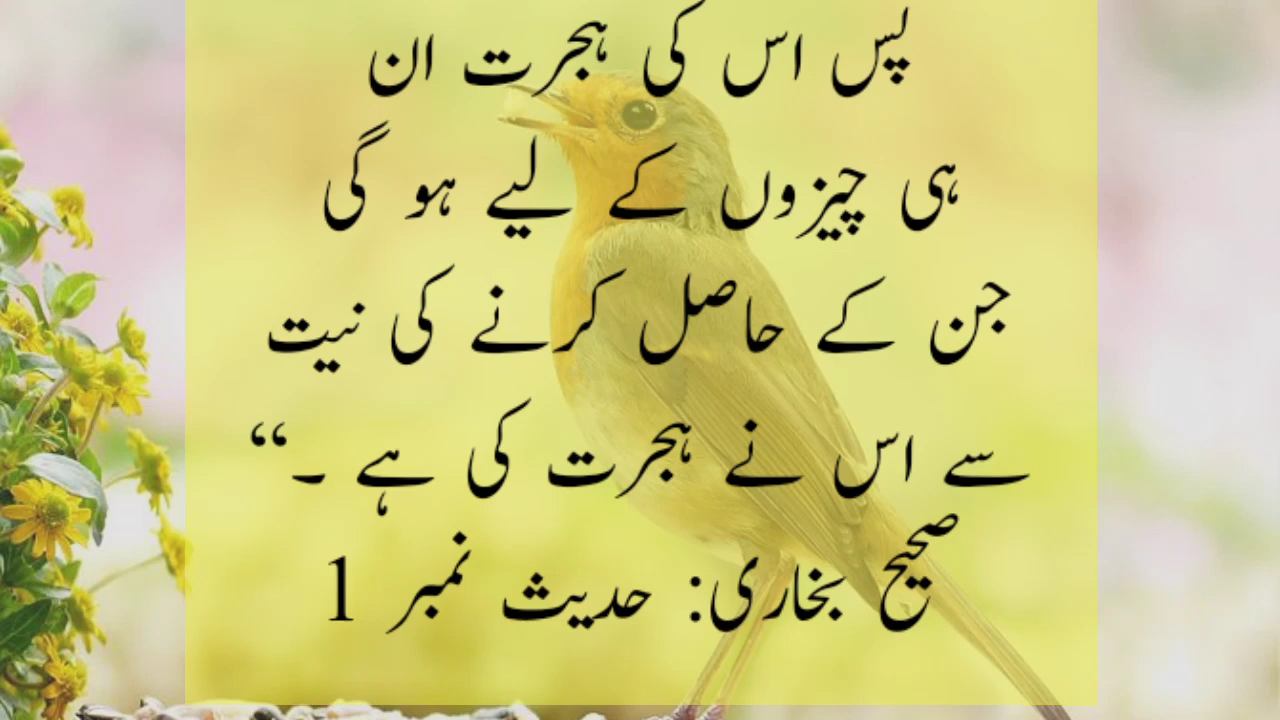 پس اس کی ہجرت ان
ہی چیزوں کے لیے ہو گی
جن کے حاصل کرنے کی نیت
سے اس نے ہجرت کی ہے ۔“
صحیح بخاری: حدیث نمبر 1